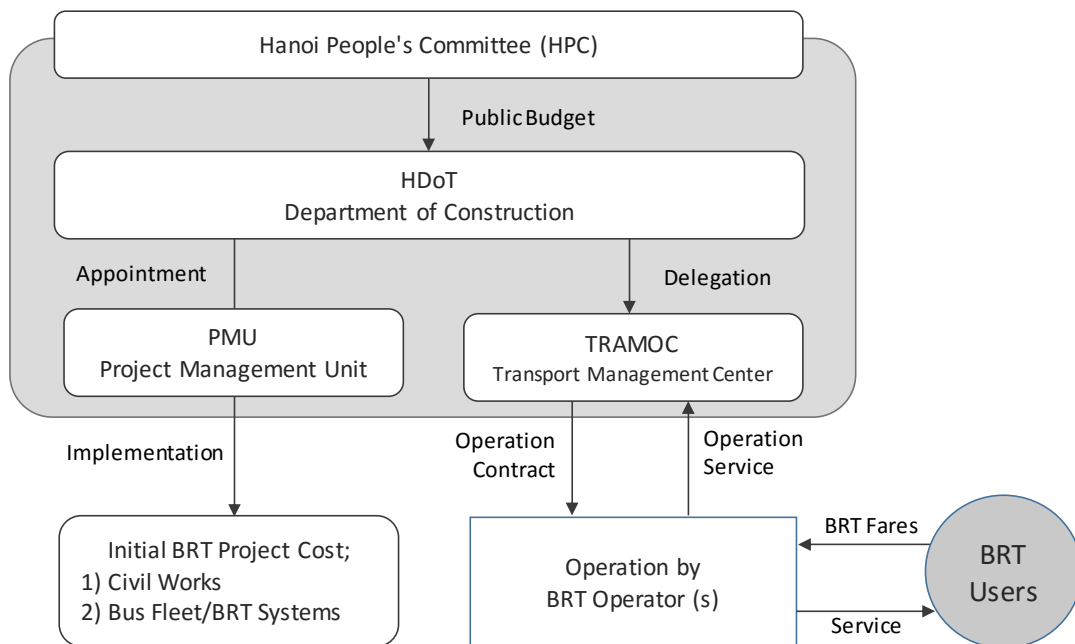 Hanoi People's Committee (HPC)
Public Budget
HDoT
Department of Construction
Appointment
Delegation
PMU
Project Management Unit
TRAMOC
Transport Management Center
Implementation
Operation
Contract
Operation
Service
Initial BRT Project Cost;
1) Civil Works
2) Bus Fleet/BRT Systems
Operation by
BRT Operator (s)
BRT Fares
Service
BRT
Users